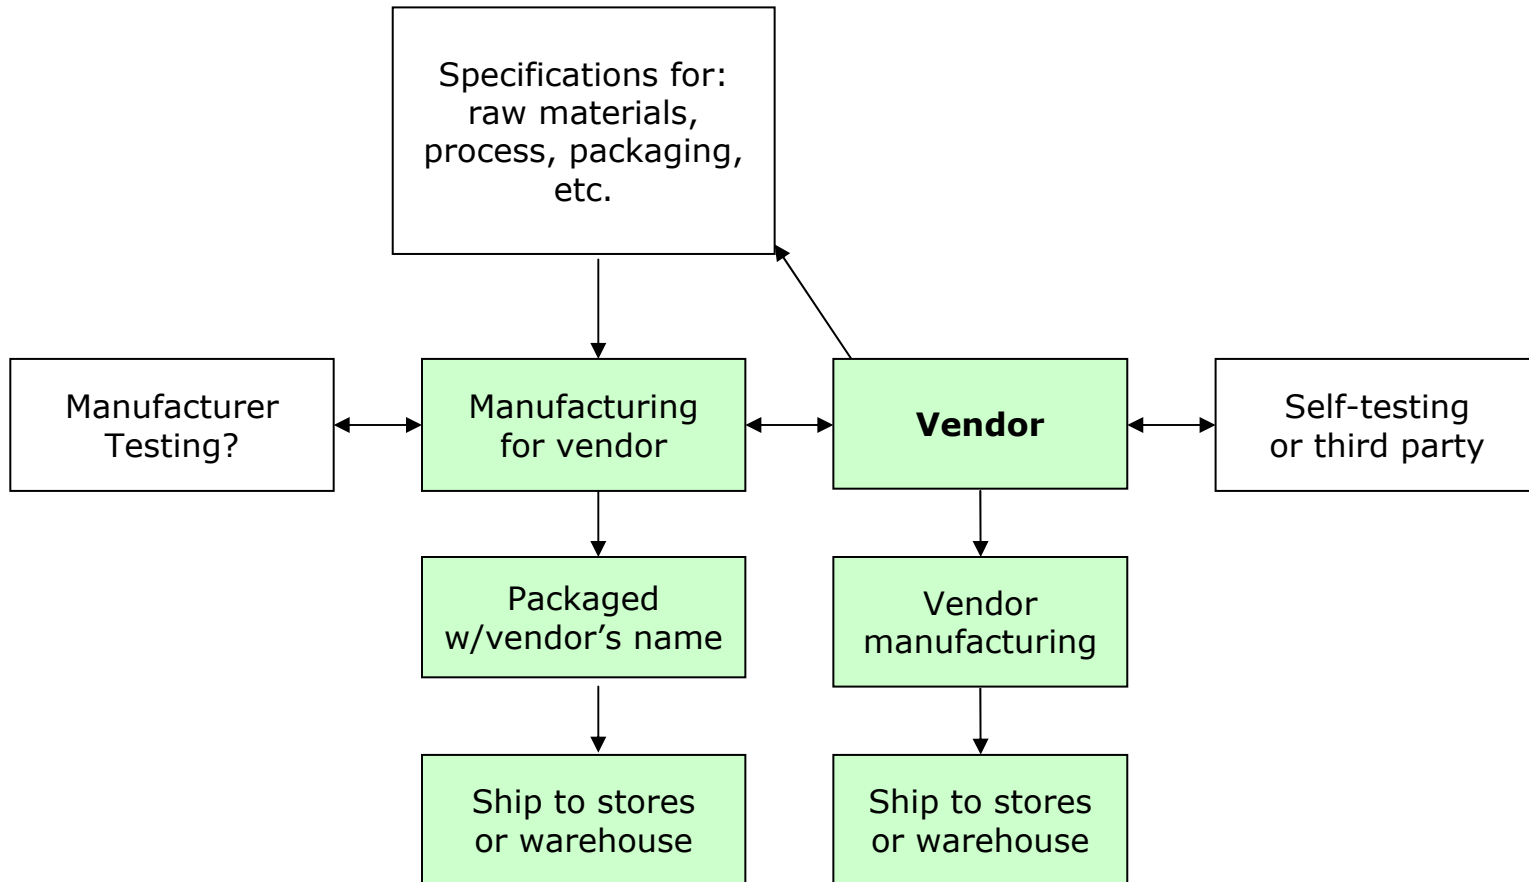 Specifications for:
raw materials,
process, packaging,
etc.
Manufacturer
Testing?
Manufacturing
for vendor
Vendor
Self-testing
or third party
Packaged
w/vendor’s name
Vendor
manufacturing
Ship to stores
or warehouse
Ship to stores
or warehouse